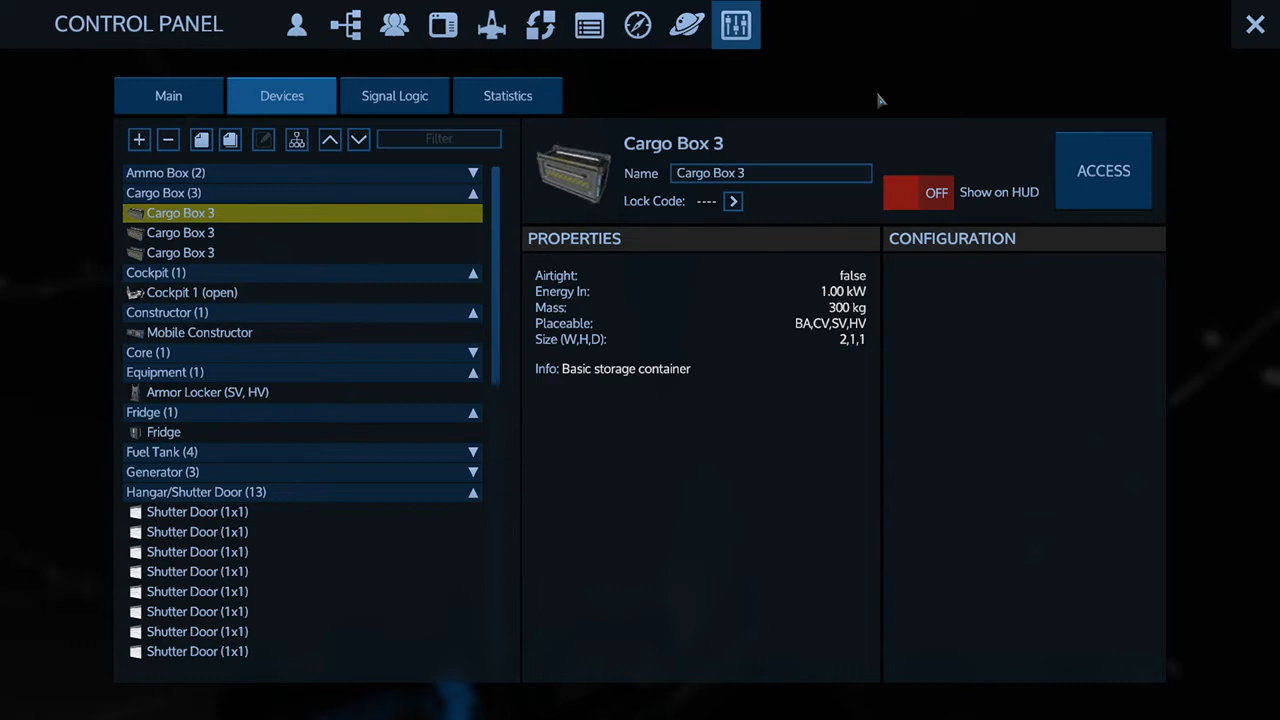 CONTROL PANEL
Main
Devices
Signal Logic
Statistics
Filter
Ammo Box (2)
Cargo Box (3)
Cargo Box 3
Cargo Box 3
Cargo Box 3
Cockpit (1)
Cockpit 1 (open)
Constructor (1)
Mobile Constructor
Core (1)
Equipment (1)
Armor Locker (SV, HV)
Fridge (1)
Fridge
Fuel Tank (4)
Generator (3)
Hangar/Shutter Door (13)
Shutter Door (1x1)
Shutter Door (1x1)
Shutter Door (1x1)
Shutter Door (1x1)
Shutter Door (1x1)
Shutter Door (1x1)
Shutter Door (1x1)
Shutter Door (1x1)
Cargo Box 3
Name Cargo Box 3
Lock Code: ----
OFF Show on HUD
ACCESS
PROPERTIES
Airtight: false
Energy In: 1.00 kW
Mass: 300 kg
Placeable: BA,CV,SV,HV
Size (W,H,D): 2,1,1
Info: Basic storage container
CONFIGURATION